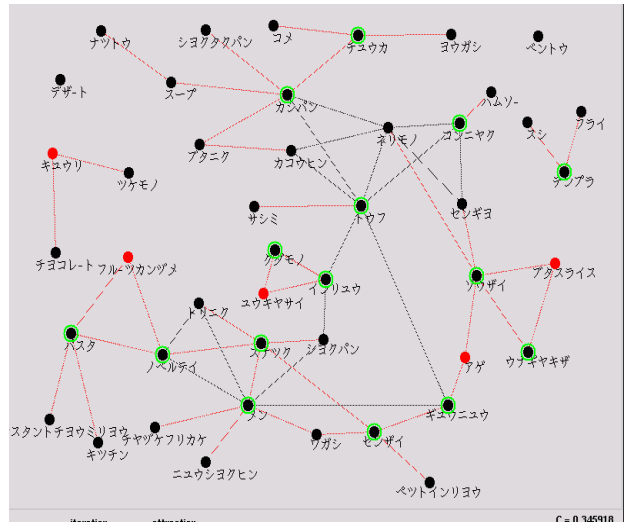 コメ
ナツトウ
シヨクタクパン
チユウカ
ヨウガシ
ベントウ
デザート
スープ
カシパン
ハムソー
フライ
ネリモノ
コンニヤク
スシ
ブタニク
カコウヒン
テンプラ
キユウリ
ツケモノ
サシミ
トウフ
センギヨ
チヨコレート
フルーツカンヅメ
クツモノ
インリユウ
ソウザイ
ブタスライス
ユウキヤサイ
トリニク
パスタ
ノベルテイ
スナツク
シヨクパン
アゲ
メン
ギユウニユウ
スタントチヨウミリヨウ
チヤヅケフリカケ
ワガシ
センザイ
キツチン
ニユウシヨクヒン
ペツトインリヨウ
C = 0.345918